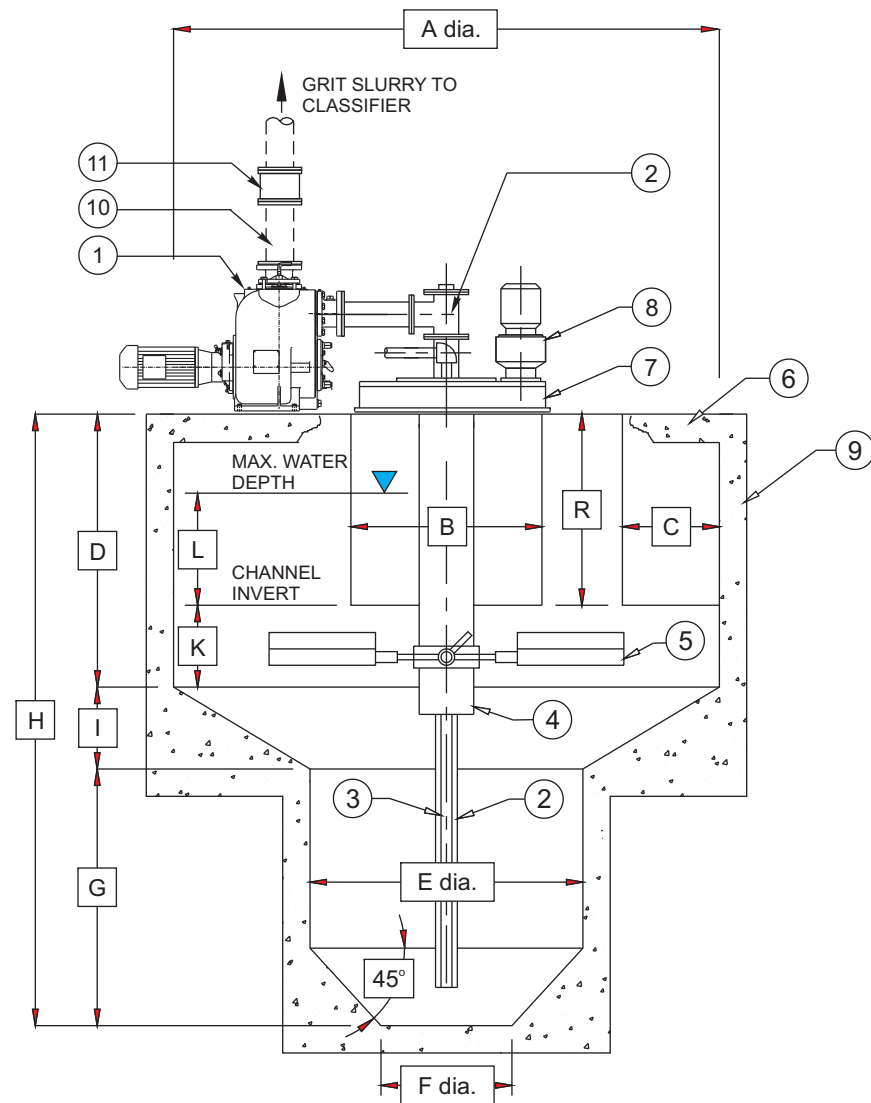 A dia.
GRIT SLURRY TO
CLASSIFIER
11
2
10
1
8
7
6
MAX. WATER
DEPTH
9
B
R
C
D
L
CHANNEL
INVERT
K
5
H
I
4
3
2
E dia.
G
45°
F dia.